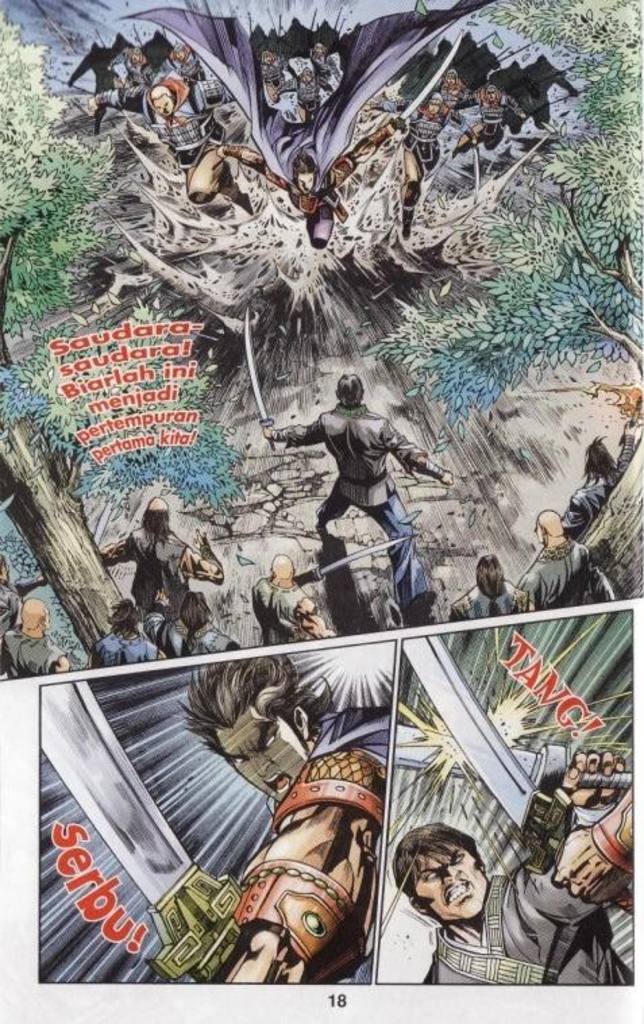 Saudara-
saudara!
Biarlah ini
menjadi
pertempuran
pertama kita!
Serbu!
TANG!
18